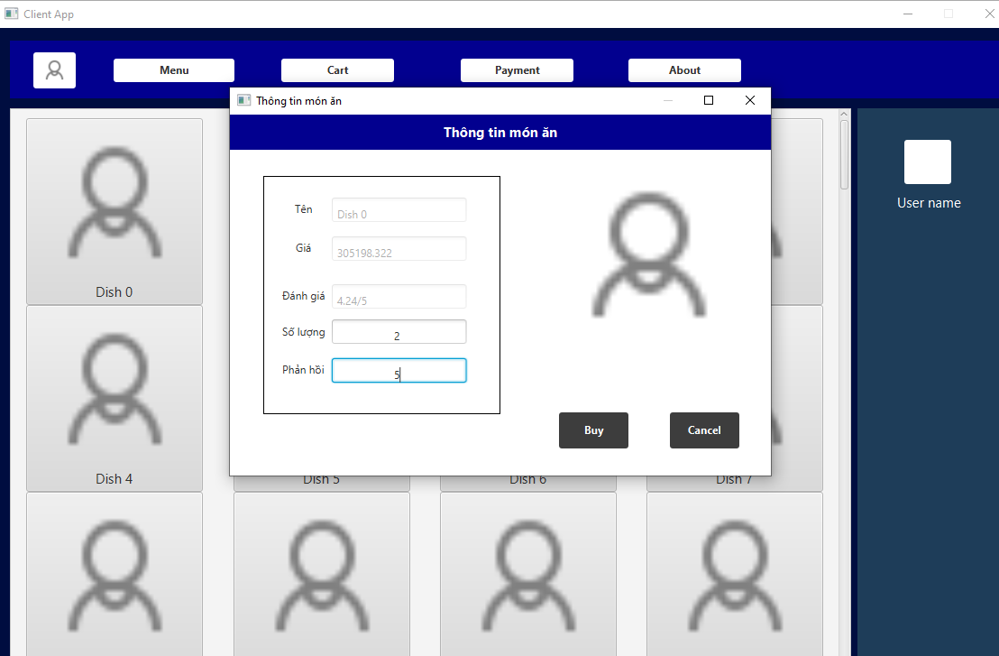 Client App
Menu
Cart
Payment
About
Thông tin món ăn
Thông tin món ăn
Tên
Dish 0
Giá
305198.322
Đánh giá
4.24/5
Số lượng
2
Phản hồi
5
Buy
Cancel
User name
Dish 0
Dish 4
Dish 5
Dish 6
Dish 7